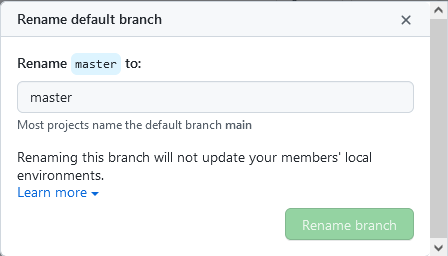 Rename default branch
Rename master to:
master
Most projects name the default branch main
Renaming this branch will not update your members' local
environments.
Learn more
Rename branch